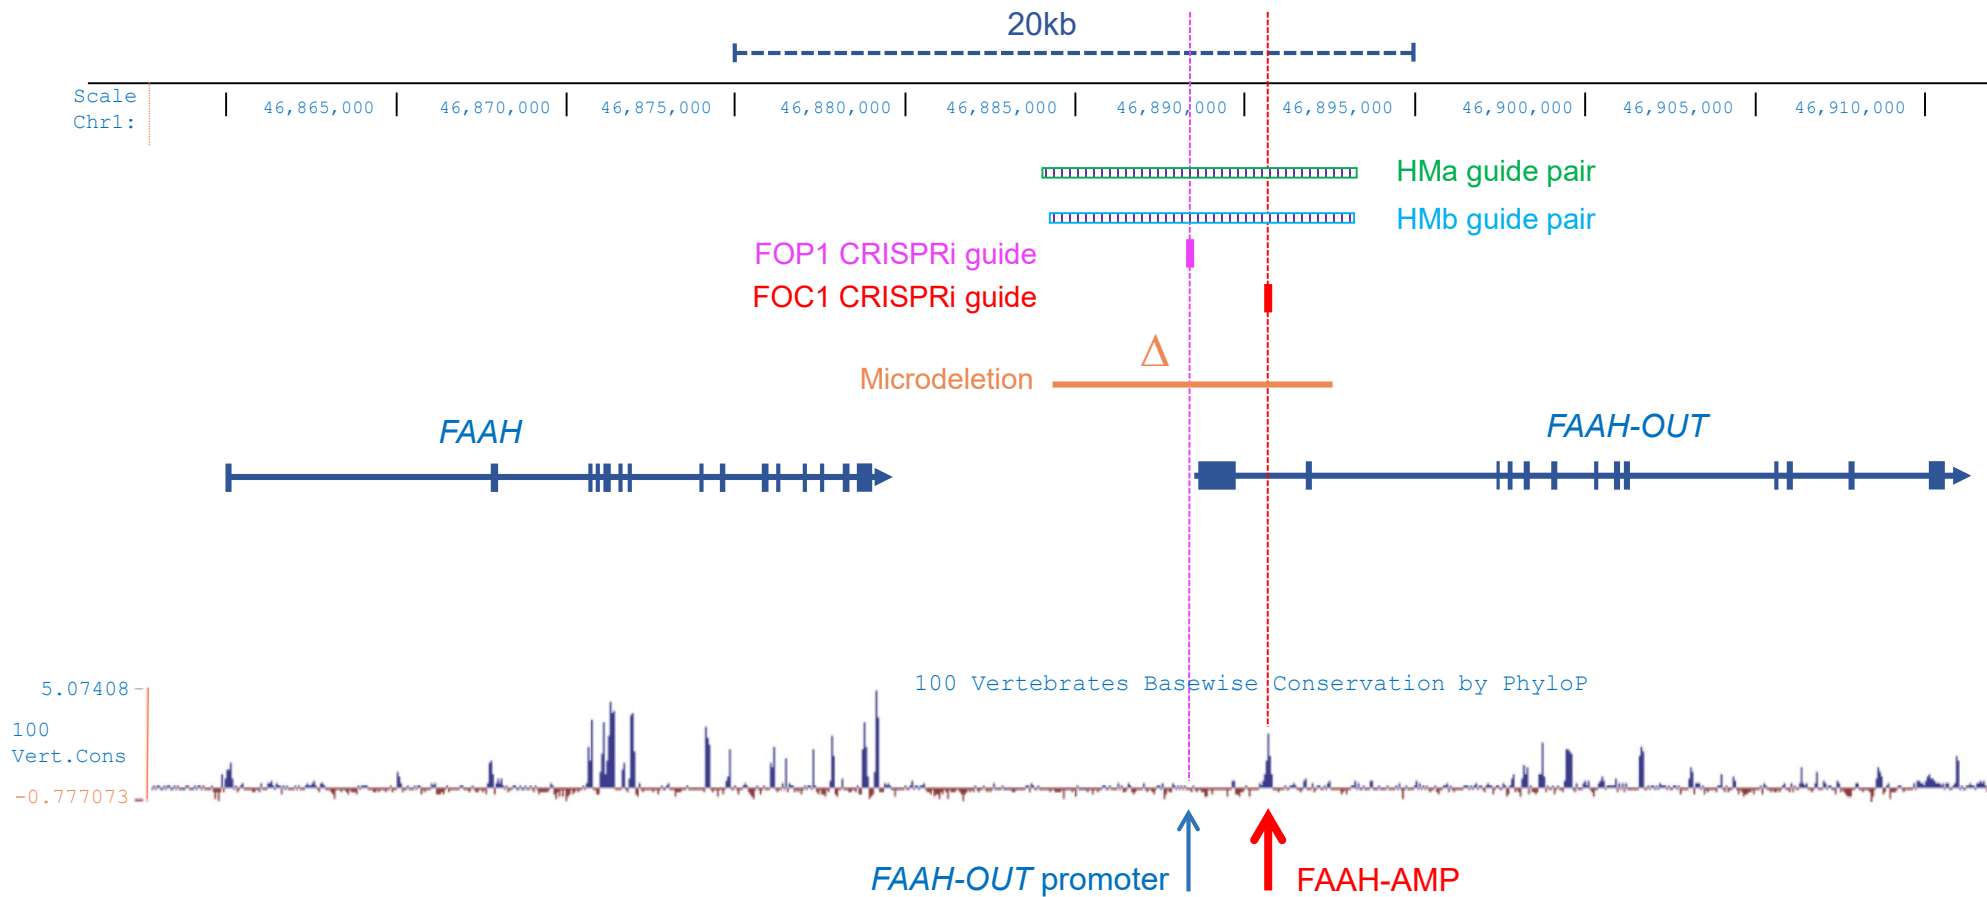 20kb
Scale
Chr1:
46,865,000 46,870,000 46,875,000 46,880,000 46,885,000 46,890,000 46,895,000 46,900,000 46,905,000 46,910,000
HMa guide pair
HMb guide pair
FOP1 CRISPRi guide
FOC1 CRISPRi guide
Δ
Microdeletion
FAAH
FAAH-OUT
100 Vertebrates Basewise Conservation by PhyloP
5.07408
100
Vert.Cons
-0.777073
FAAH-OUT promoter
FAAH-AMP